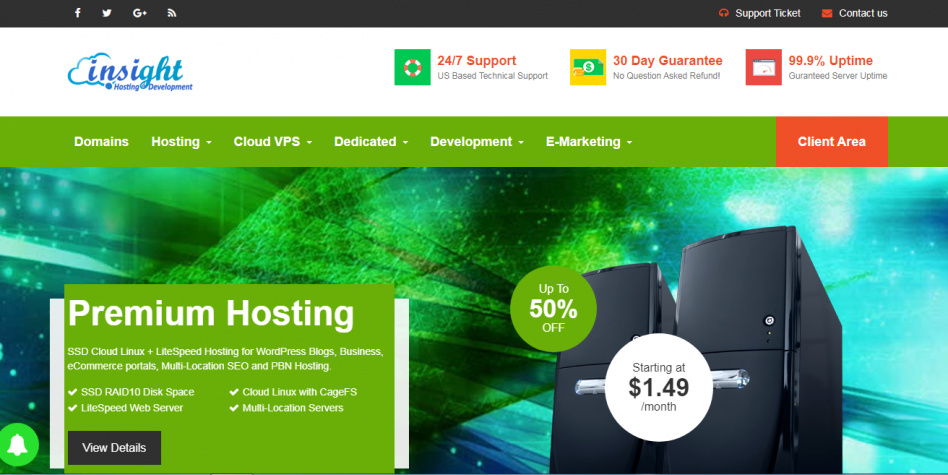 Support Ticket
Contact us
insight
Hosting Development
24/7 Support
US Based Technical Support
30 Day Guarantee
No Question Asked Refund!
99.9% Uptime
Guranteed Server Uptime
Domains
Hosting
Cloud VPS
Dedicated
Development
E-Marketing
Client Area
Premium Hosting
SSD Cloud Linux + LiteSpeed Hosting for WordPress Blogs, Business,
eCommerce portals, Multi-Location SEO and PBN Hosting.
SSD RAID10 Disk Space
Cloud Linux with CageFS
LiteSpeed Web Server
Multi-Location Servers
View Details
Up To
50%
OFF
Starting at
$1.49
/month